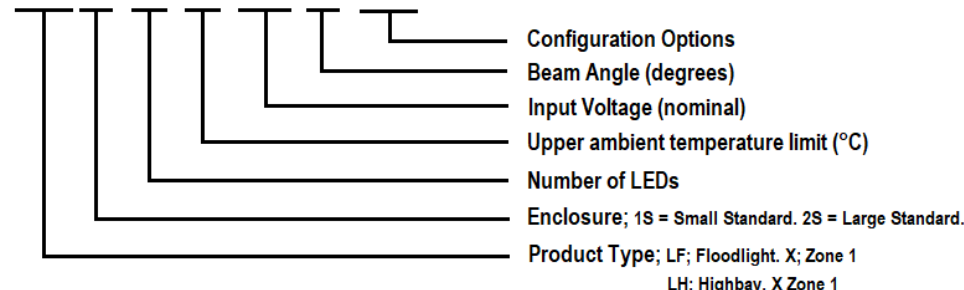 Configuration Options
Beam Angle (degrees)
Input Voltage (nominal)
Upper ambient temperature limit (°C)
Number of LEDs
Enclosure; 1S = Small Standard. 2S = Large Standard.
Product Type; LF; Floodlight. X; Zone 1
LH; Highbay. X Zone 1